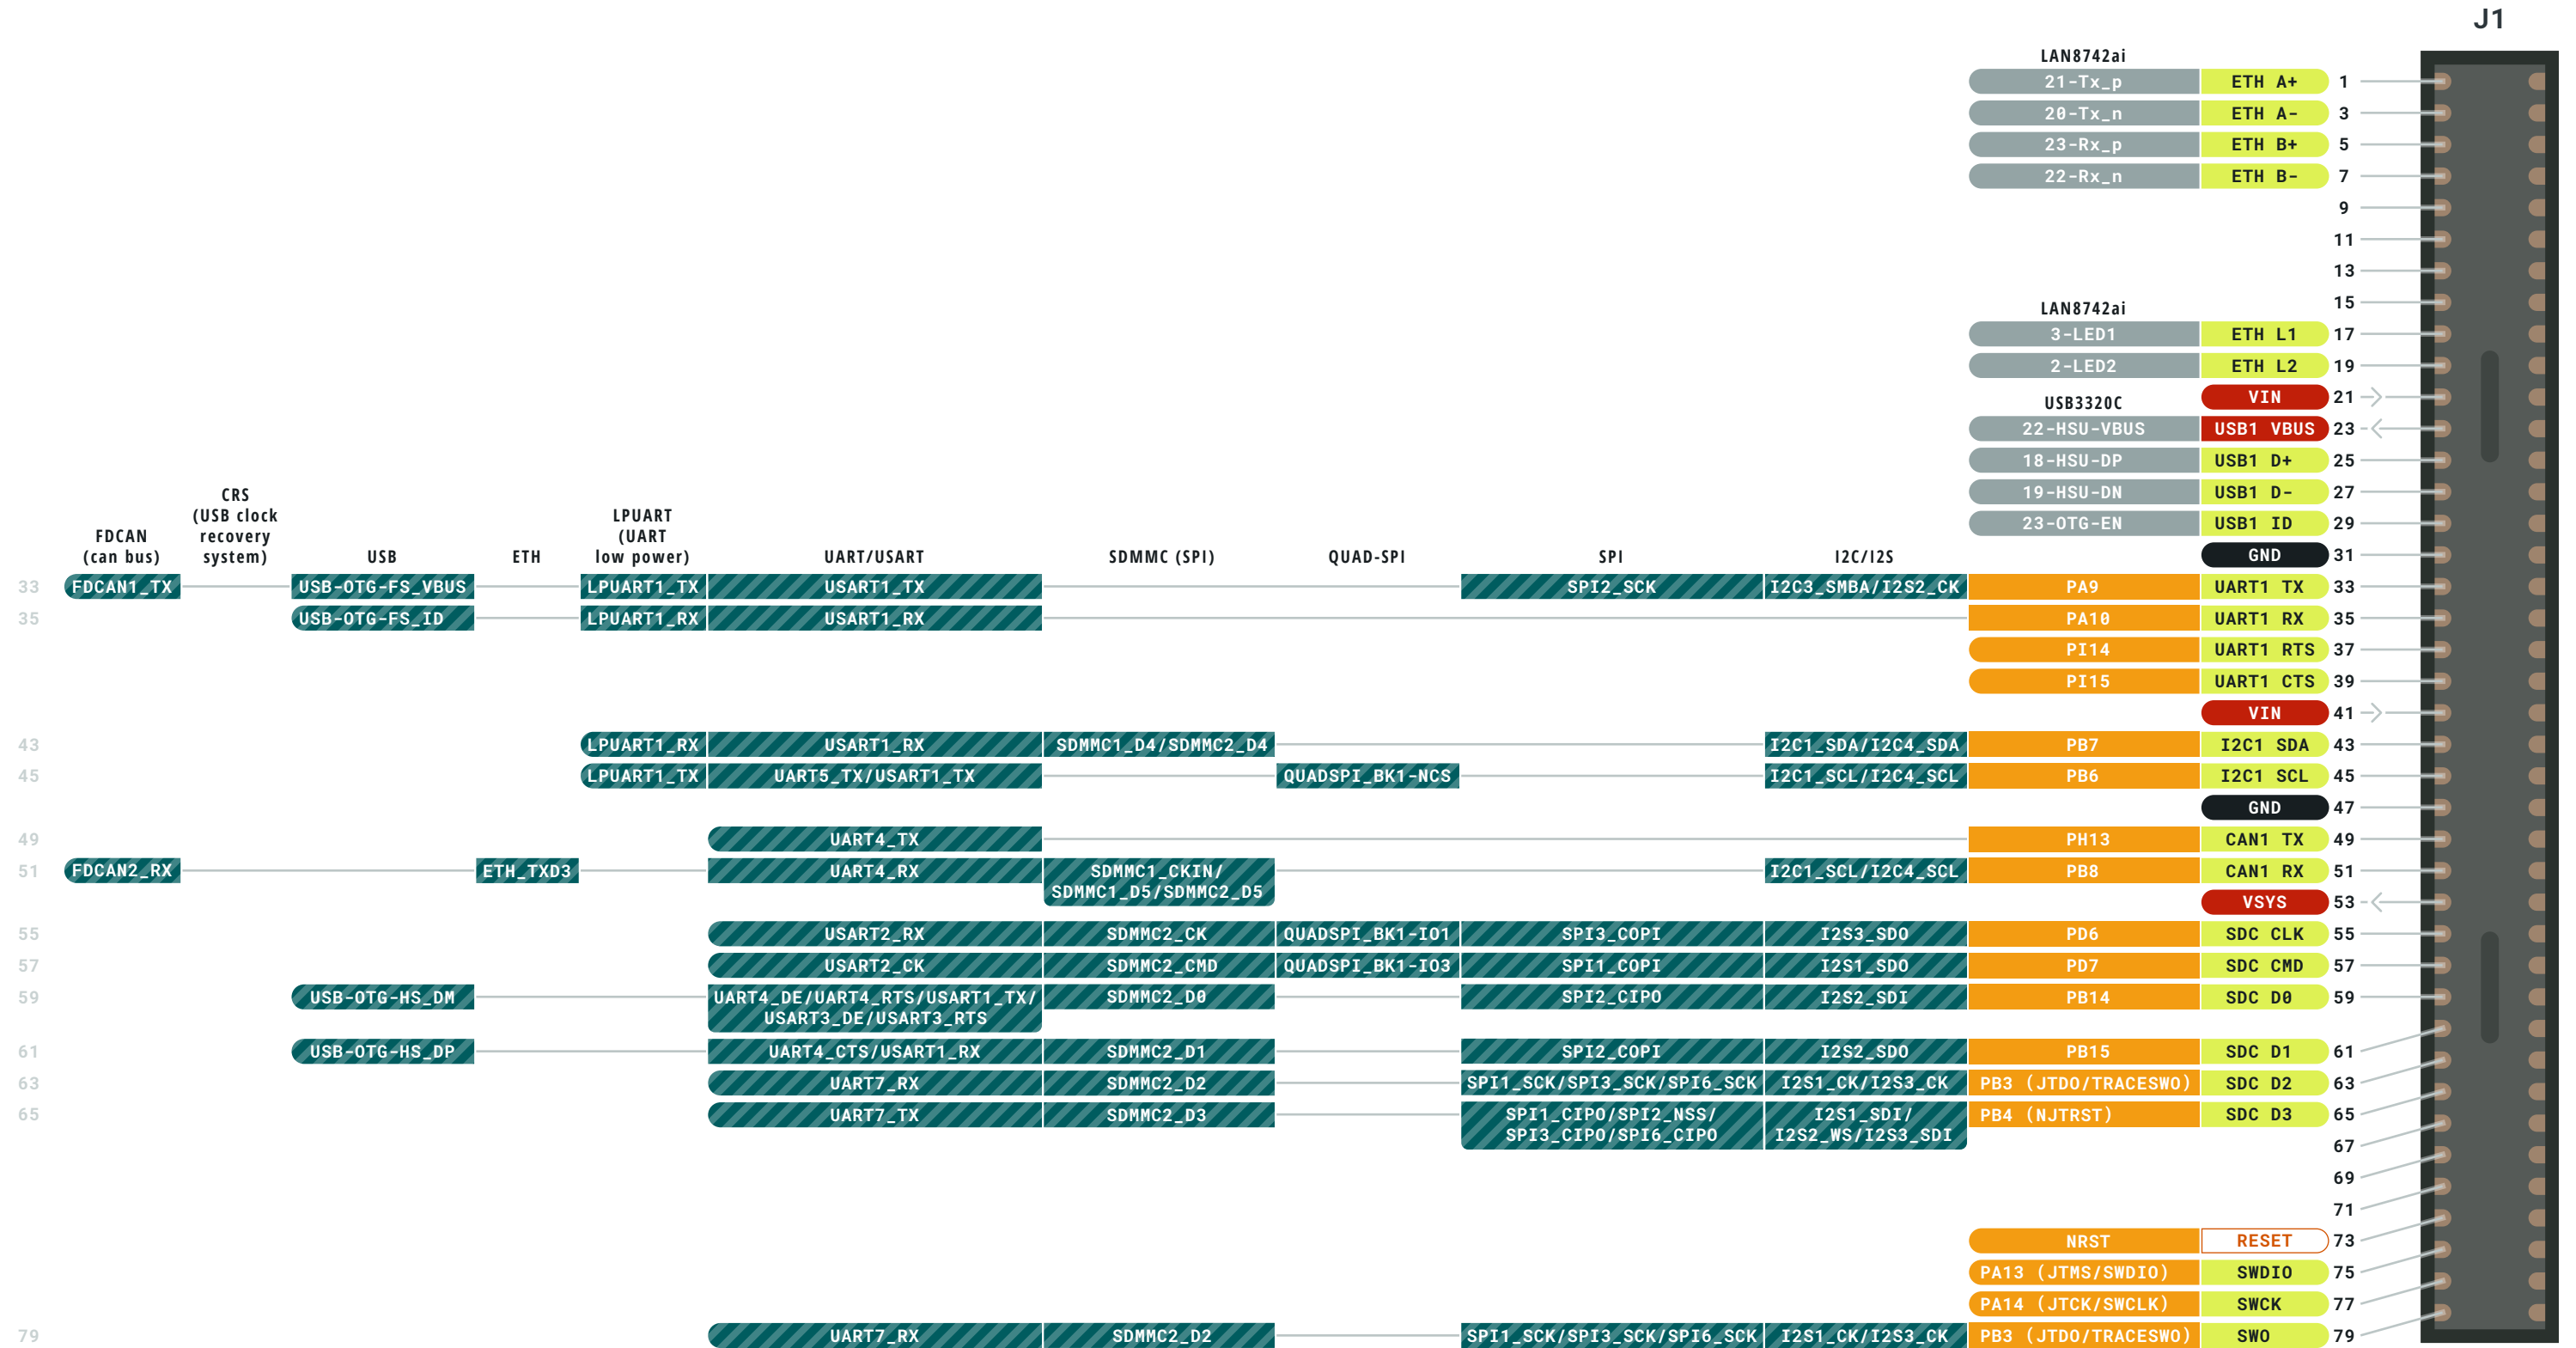 J1
LAN8742ai
21-Tx_p ETH A+ 1
20-Tx_n ETH A- 3
23-Rx_p ETH B+ 5
22-Rx_n ETH B- 7
9
11
13
15
LAN8742ai
3-LED1 ETH L1 17
2-LED2 ETH L2 19
VIN 21
USB3320C
22-HSU-VBUS USB1 VBUS 23
18-HSU-DP USB1 D+ 25
19-HSU-DN USB1 D- 27
23-OTG-EN USB1 ID 29
GND 31
FDCAN
(can bus)
CRS
(USB clock
recovery
system)
USB
ETH
LPUART
(UART
low power)
UART/USART
SDMMC (SPI)
QUAD-SPI
SPI
I2C/I2S
33 FDCAN1_TX USB-OTG-FS_VBUS LPUART1_TX USART1_TX SPI2_SCK I2C3_SMBA/I2S2_CK PA9 UART1 TX 33
35 USB-OTG-FS_ID LPUART1_RX USART1_RX PA10 UART1 RX 35
PI14 UART1 RTS 37
PI15 UART1 CTS 39
VIN 41
43 LPUART1_RX USART1_RX SDMMC1_D4/SDMMC2_D4 I2C1_SDA/I2C4_SDA PB7 I2C1 SDA 43
45 LPUART1_TX UART5_TX/USART1_TX QUADSPI_BK1-NCS I2C1_SCL/I2C4_SCL PB6 I2C1 SCL 45
GND 47
49 UART4_TX PH13 CAN1 TX 49
51 FDCAN2_RX ETH_TXD3 UART4_RX SDMMC1_CKIN/ I2C1_SCL/I2C4_SCL PB8 CAN1 RX 51
SDMMC1_D5/SDMMC2_D5
VSYS 53
55 USART2_RX SDMMC2_CK QUADSPI_BK1-IO1 SPI3_COPI I2S3_SDO PD6 SDC CLK 55
57 USART2_CK SDMMC2_CMD QUADSPI_BK1-IO3 SPI1_COPI I2S1_SDO PD7 SDC CMD 57
59 USB-OTG-HS_DM UART4_DE/UART4_RTS/USART1_TX/ SDMMC2_D0 SPI2_CIPO I2S2_SDI PB14 SDC D0 59
USART3_DE/USART3_RTS
61 USB-OTG-HS_DP UART4_CTS/USART1_RX SDMMC2_D1 SPI2_COPI I2S2_SDO PB15 SDC D1 61
63 UART7_RX SDMMC2_D2 SPI1_SCK/SPI3_SCK/SPI6_SCK I2S1_CK/I2S3_CK PB3 (JTDO/TRACESWO) SDC D2 63
65 UART7_TX SDMMC2_D3 SPI1_CIPO/SPI2_NSS/ I2S1_SDI/ PB4 (NJTRST) SDC D3 65
SPI3_CIPO/SPI6_CIPO I2S2_WS/I2S3_SDI
67
69
71
NRST RESET 73
PA13 (JTMS/SWDIO) SWDIO 75
PA14 (JTCK/SWCLK) SWCK 77
79 UART7_RX SDMMC2_D2 SPI1_SCK/SPI3_SCK/SPI6_SCK I2S1_CK/I2S3_CK PB3 (JTDO/TRACESWO) SWO 79